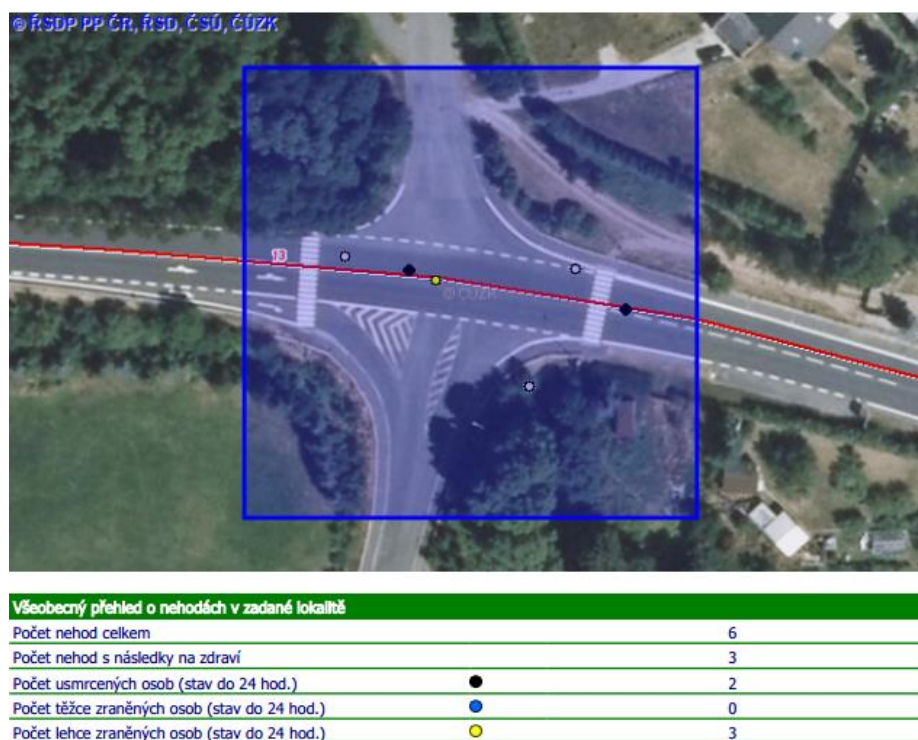 © ŘSDP PP ČR, ŘSD, ČSÚ, ČÚZK
13
© ČÚZK
Všeobecný přehled o nehodách v zadané lokalitě
Počet nehod celkem 6
Počet nehod s následky na zdraví 3
Počet usmrcených osob (stav do 24 hod.) 2
Počet těžce zraněných osob (stav do 24 hod.) 0
Počet lehce zraněných osob (stav do 24 hod.) 3